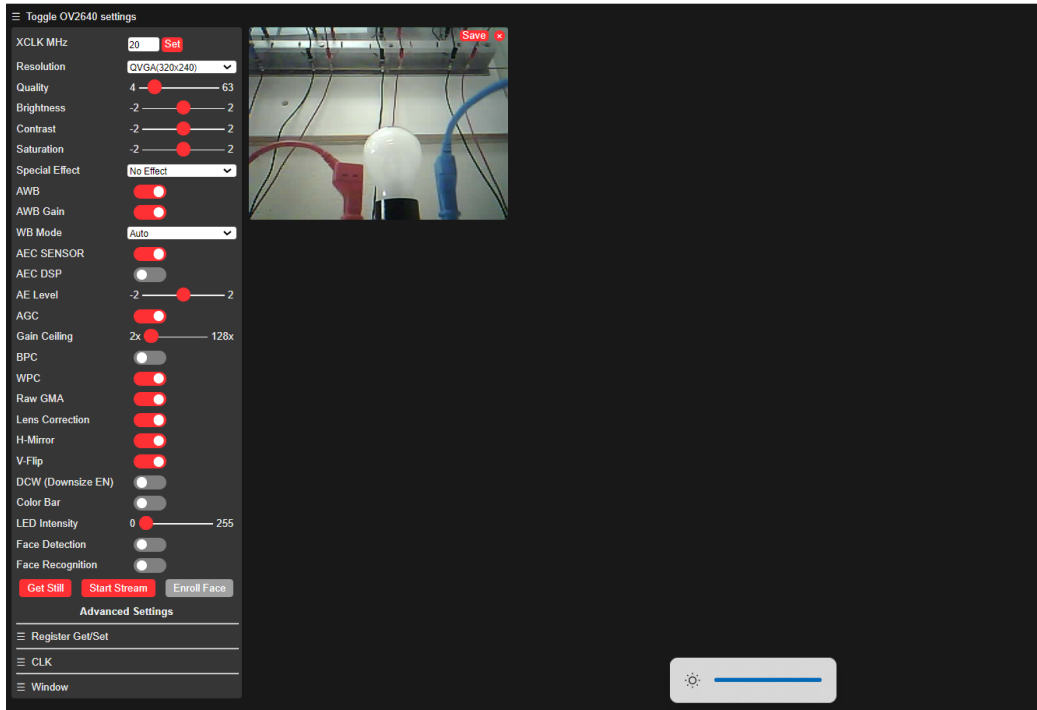 ☰ Toggle OV2640 settings
XCLK MHz 20 Set
Resolution QVGA(320x240)
Quality 4 63
Brightness -2 2
Contrast -2 2
Saturation -2 2
Special Effect No Effect
AWB
AWB Gain
WB Mode Auto
AEC SENSOR
AEC DSP
AE Level -2 2
AGC
Gain Ceiling 2x 128x
BPC
WPC
Raw GMA
Lens Correction
H-Mirror
V-Flip
DCW (Downsize EN)
Color Bar
LED Intensity 0 255
Face Detection
Face Recognition
Get Still Start Stream Enroll Face
Advanced Settings
☰ Register Get/Set
☰ CLK
☰ Window
Save ×